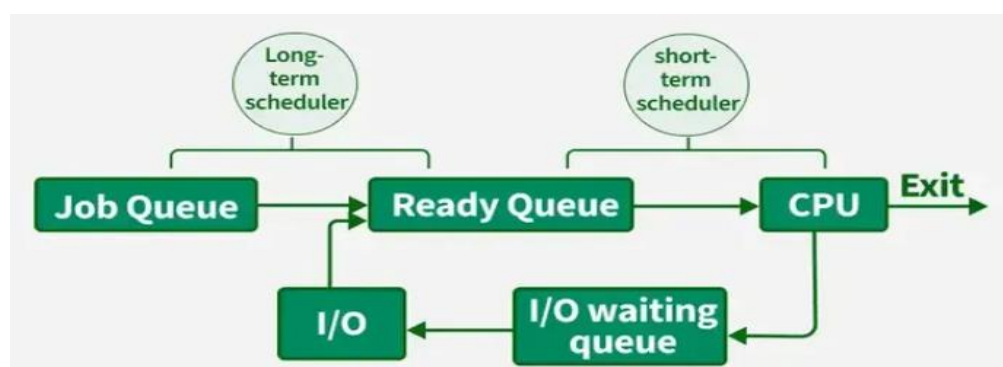 Long-
term
scheduler
short-
term
scheduler
Job Queue
Ready Queue
CPU
Exit
I/O
I/O waiting
queue